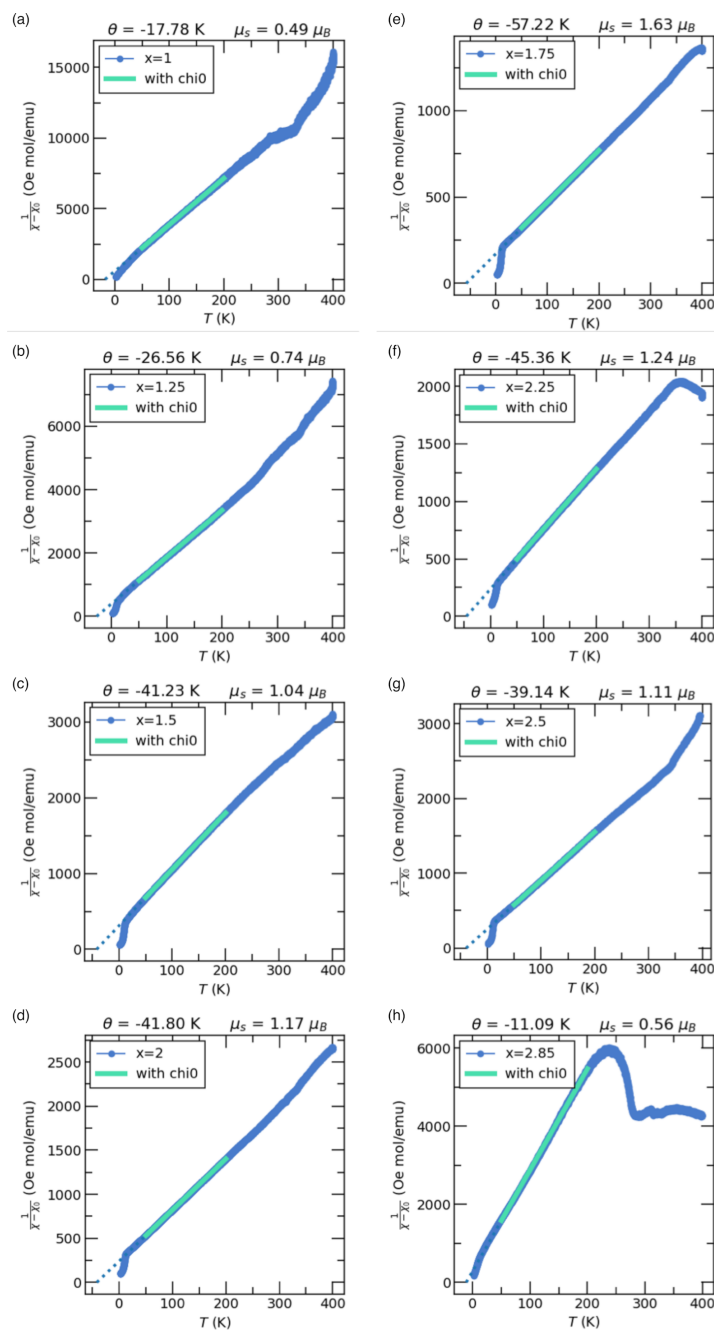 (a)
θ = -17.78 K μs = 0.49 μB
x=1
with chi0
15000
10000
5000
0
1/(χ − χ0) (Oe mol/emu)
0 100 200 300 400
T (K)
(b)
θ = -26.56 K μs = 0.74 μB
x=1.25
with chi0
6000
4000
2000
0
1/(χ − χ0) (Oe mol/emu)
0 100 200 300 400
T (K)
(c)
θ = -41.23 K μs = 1.04 μB
x=1.5
with chi0
3000
2000
1000
0
1/(χ − χ0) (Oe mol/emu)
0 100 200 300 400
T (K)
(d)
θ = -41.80 K μs = 1.17 μB
x=2
with chi0
2500
2000
1500
1000
500
0
1/(χ − χ0) (Oe mol/emu)
0 100 200 300 400
T (K)
(e)
θ = -57.22 K μs = 1.63 μB
x=1.75
with chi0
1000
500
0
1/(χ − χ0) (Oe mol/emu)
0 100 200 300 400
T (K)
(f)
θ = -45.36 K μs = 1.24 μB
x=2.25
with chi0
2000
1500
1000
500
0
1/(χ − χ0) (Oe mol/emu)
0 100 200 300 400
T (K)
(g)
θ = -39.14 K μs = 1.11 μB
x=2.5
with chi0
3000
2000
1000
0
1/(χ − χ0) (Oe mol/emu)
0 100 200 300 400
T (K)
(h)
θ = -11.09 K μs = 0.56 μB
x=2.85
with chi0
6000
4000
2000
0
1/(χ − χ0) (Oe mol/emu)
0 100 200 300 400
T (K)